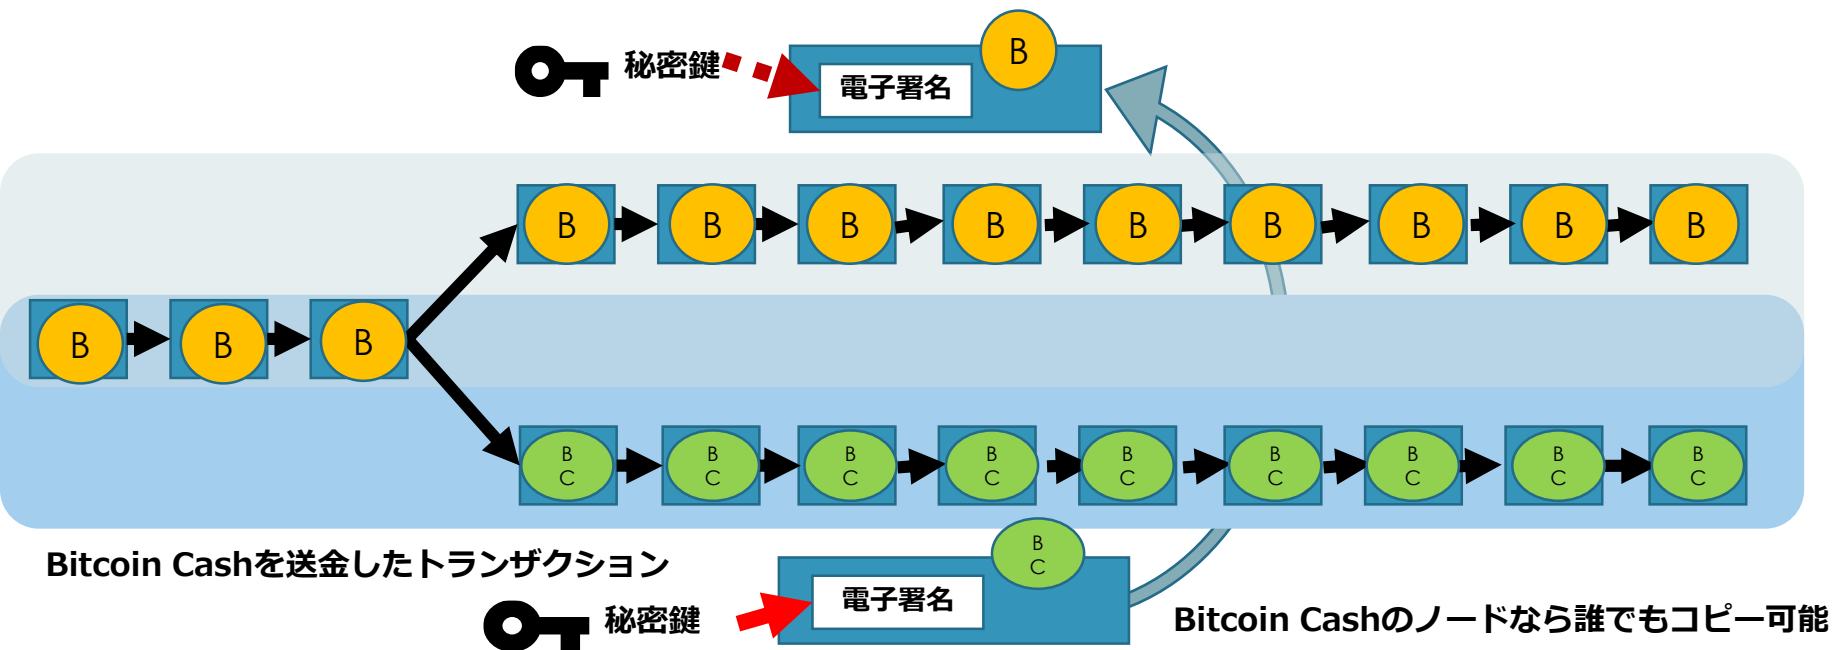 B
秘密鍵
電子署名
B B B B B B B B B
B B B
B B B B B B B B B
C C C C C C C C C
B
C
Bitcoin Cashを送金したトランザクション
電子署名
秘密鍵
Bitcoin Cashのノードなら誰でもコピー可能